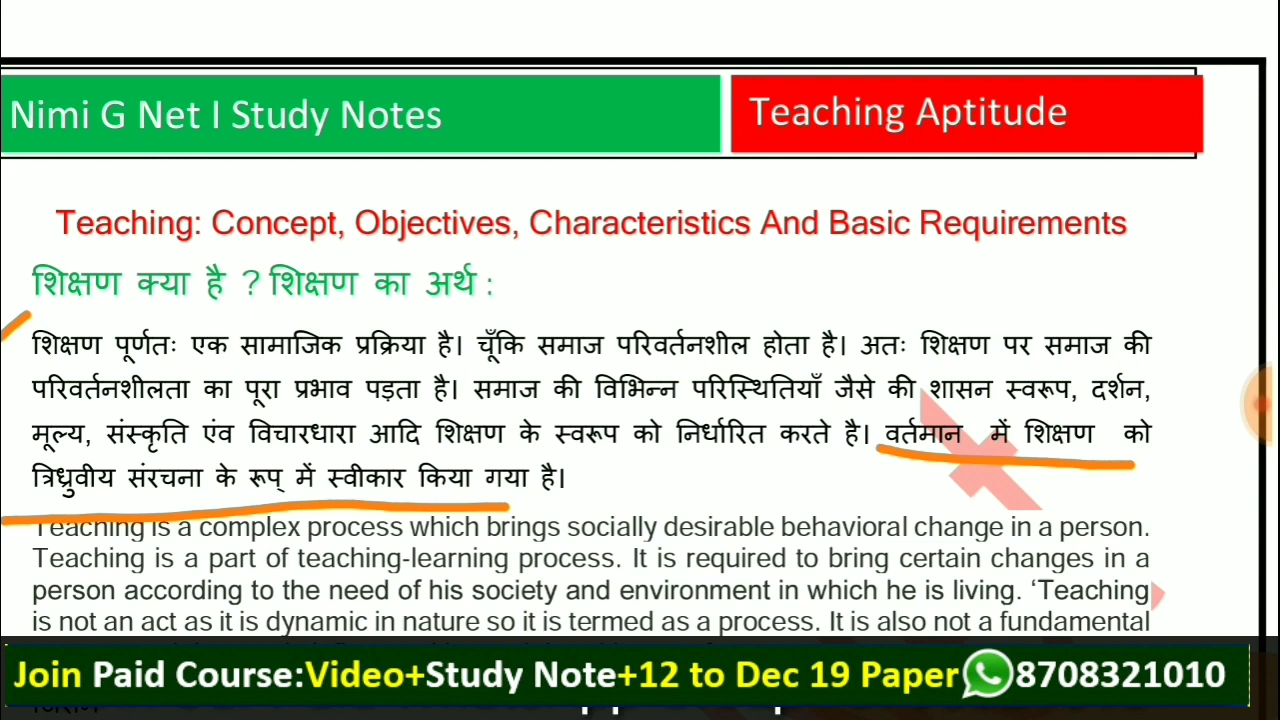 Nimi G Net I Study Notes
Teaching Aptitude
Teaching: Concept, Objectives, Characteristics And Basic Requirements
शिक्षण क्या है ? शिक्षण का अर्थ :
शिक्षण पूर्णतः एक सामाजिक प्रक्रिया है। चूँकि समाज परिवर्तनशील होता है। अतः शिक्षण पर समाज की
परिवर्तनशीलता का पूरा प्रभाव पड़ता है। समाज की विभिन्न परिस्थितियाँ जैसे की शासन स्वरूप, दर्शन,
मूल्य, संस्कृति एंव विचारधारा आदि शिक्षण के स्वरूप को निर्धारित करते है। वर्तमान में शिक्षण को
त्रिध्रुवीय संरचना के रूप् में स्वीकार किया गया है।
Teaching is a complex process which brings socially desirable behavioral change in a person.
Teaching is a part of teaching-learning process. It is required to bring certain changes in a
person according to the need of his society and environment in which he is living. ‘Teaching
is not an act as it is dynamic in nature so it is termed as a process. It is also not a fundamental
Join Paid Course:Video+Study Note+12 to Dec 19 Paper 8708321010